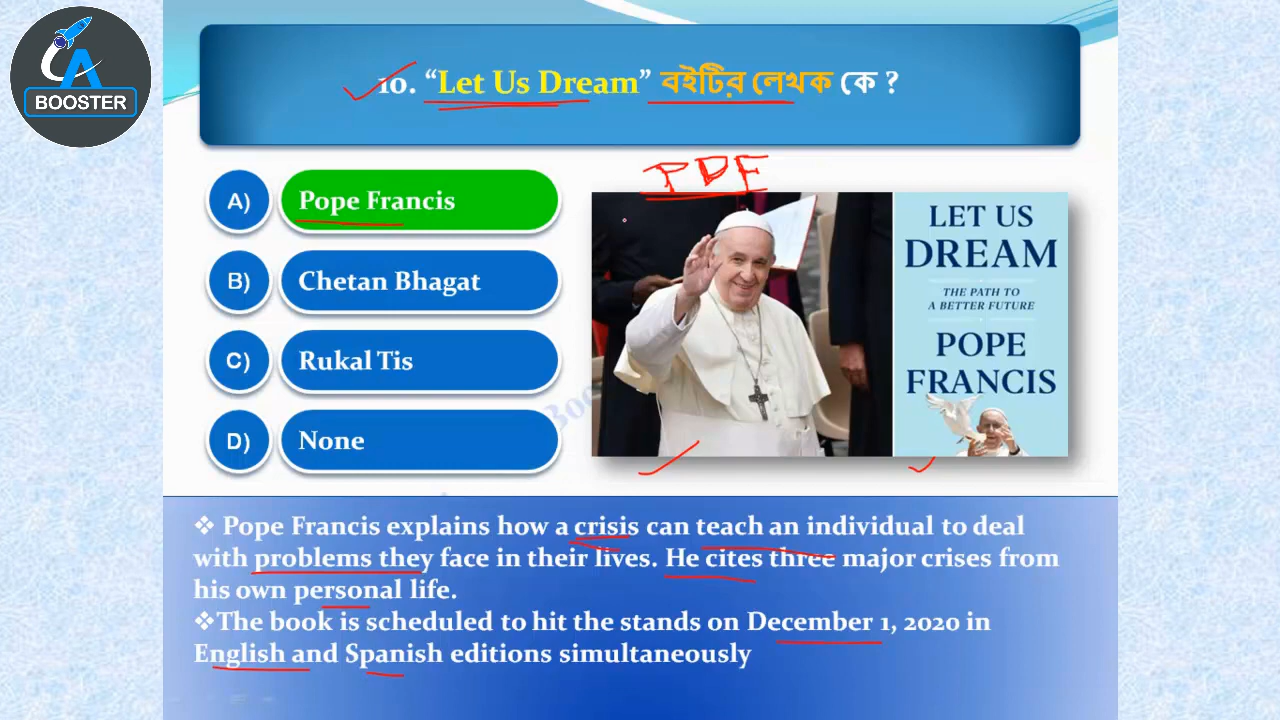 A
BOOSTER
10. “Let Us Dream” বইটির লেখক কে ?
PDF
A) Pope Francis
B) Chetan Bhagat
C) Rukal Tis
D) None
LET US
DREAM
THE PATH TO
A BETTER FUTURE
POPE
FRANCIS
❖ Pope Francis explains how a crisis can teach an individual to deal
with problems they face in their lives. He cites three major crises from
his own personal life.
❖The book is scheduled to hit the stands on December 1, 2020 in
English and Spanish editions simultaneously